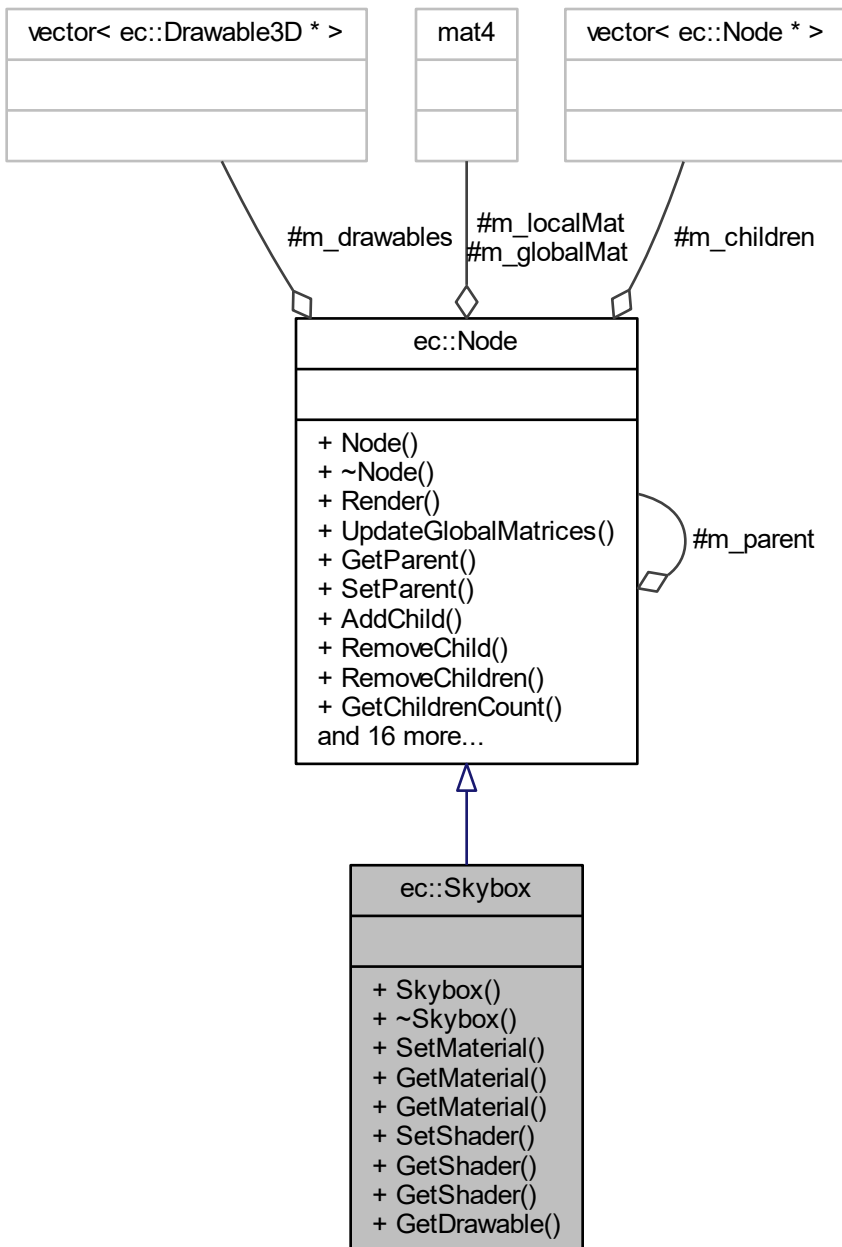 vector< ec::Drawable3D * >
mat4
vector< ec::Node * >
#m_drawables
#m_localMat
#m_globalMat
#m_children
ec::Node
+ Node()
+ ~Node()
+ Render()
+ UpdateGlobalMatrices()
+ GetParent()
+ SetParent()
+ AddChild()
+ RemoveChild()
+ RemoveChildren()
+ GetChildrenCount()
and 16 more...
#m_parent
ec::Skybox
+ Skybox()
+ ~Skybox()
+ SetMaterial()
+ GetMaterial()
+ GetMaterial()
+ SetShader()
+ GetShader()
+ GetShader()
+ GetDrawable()